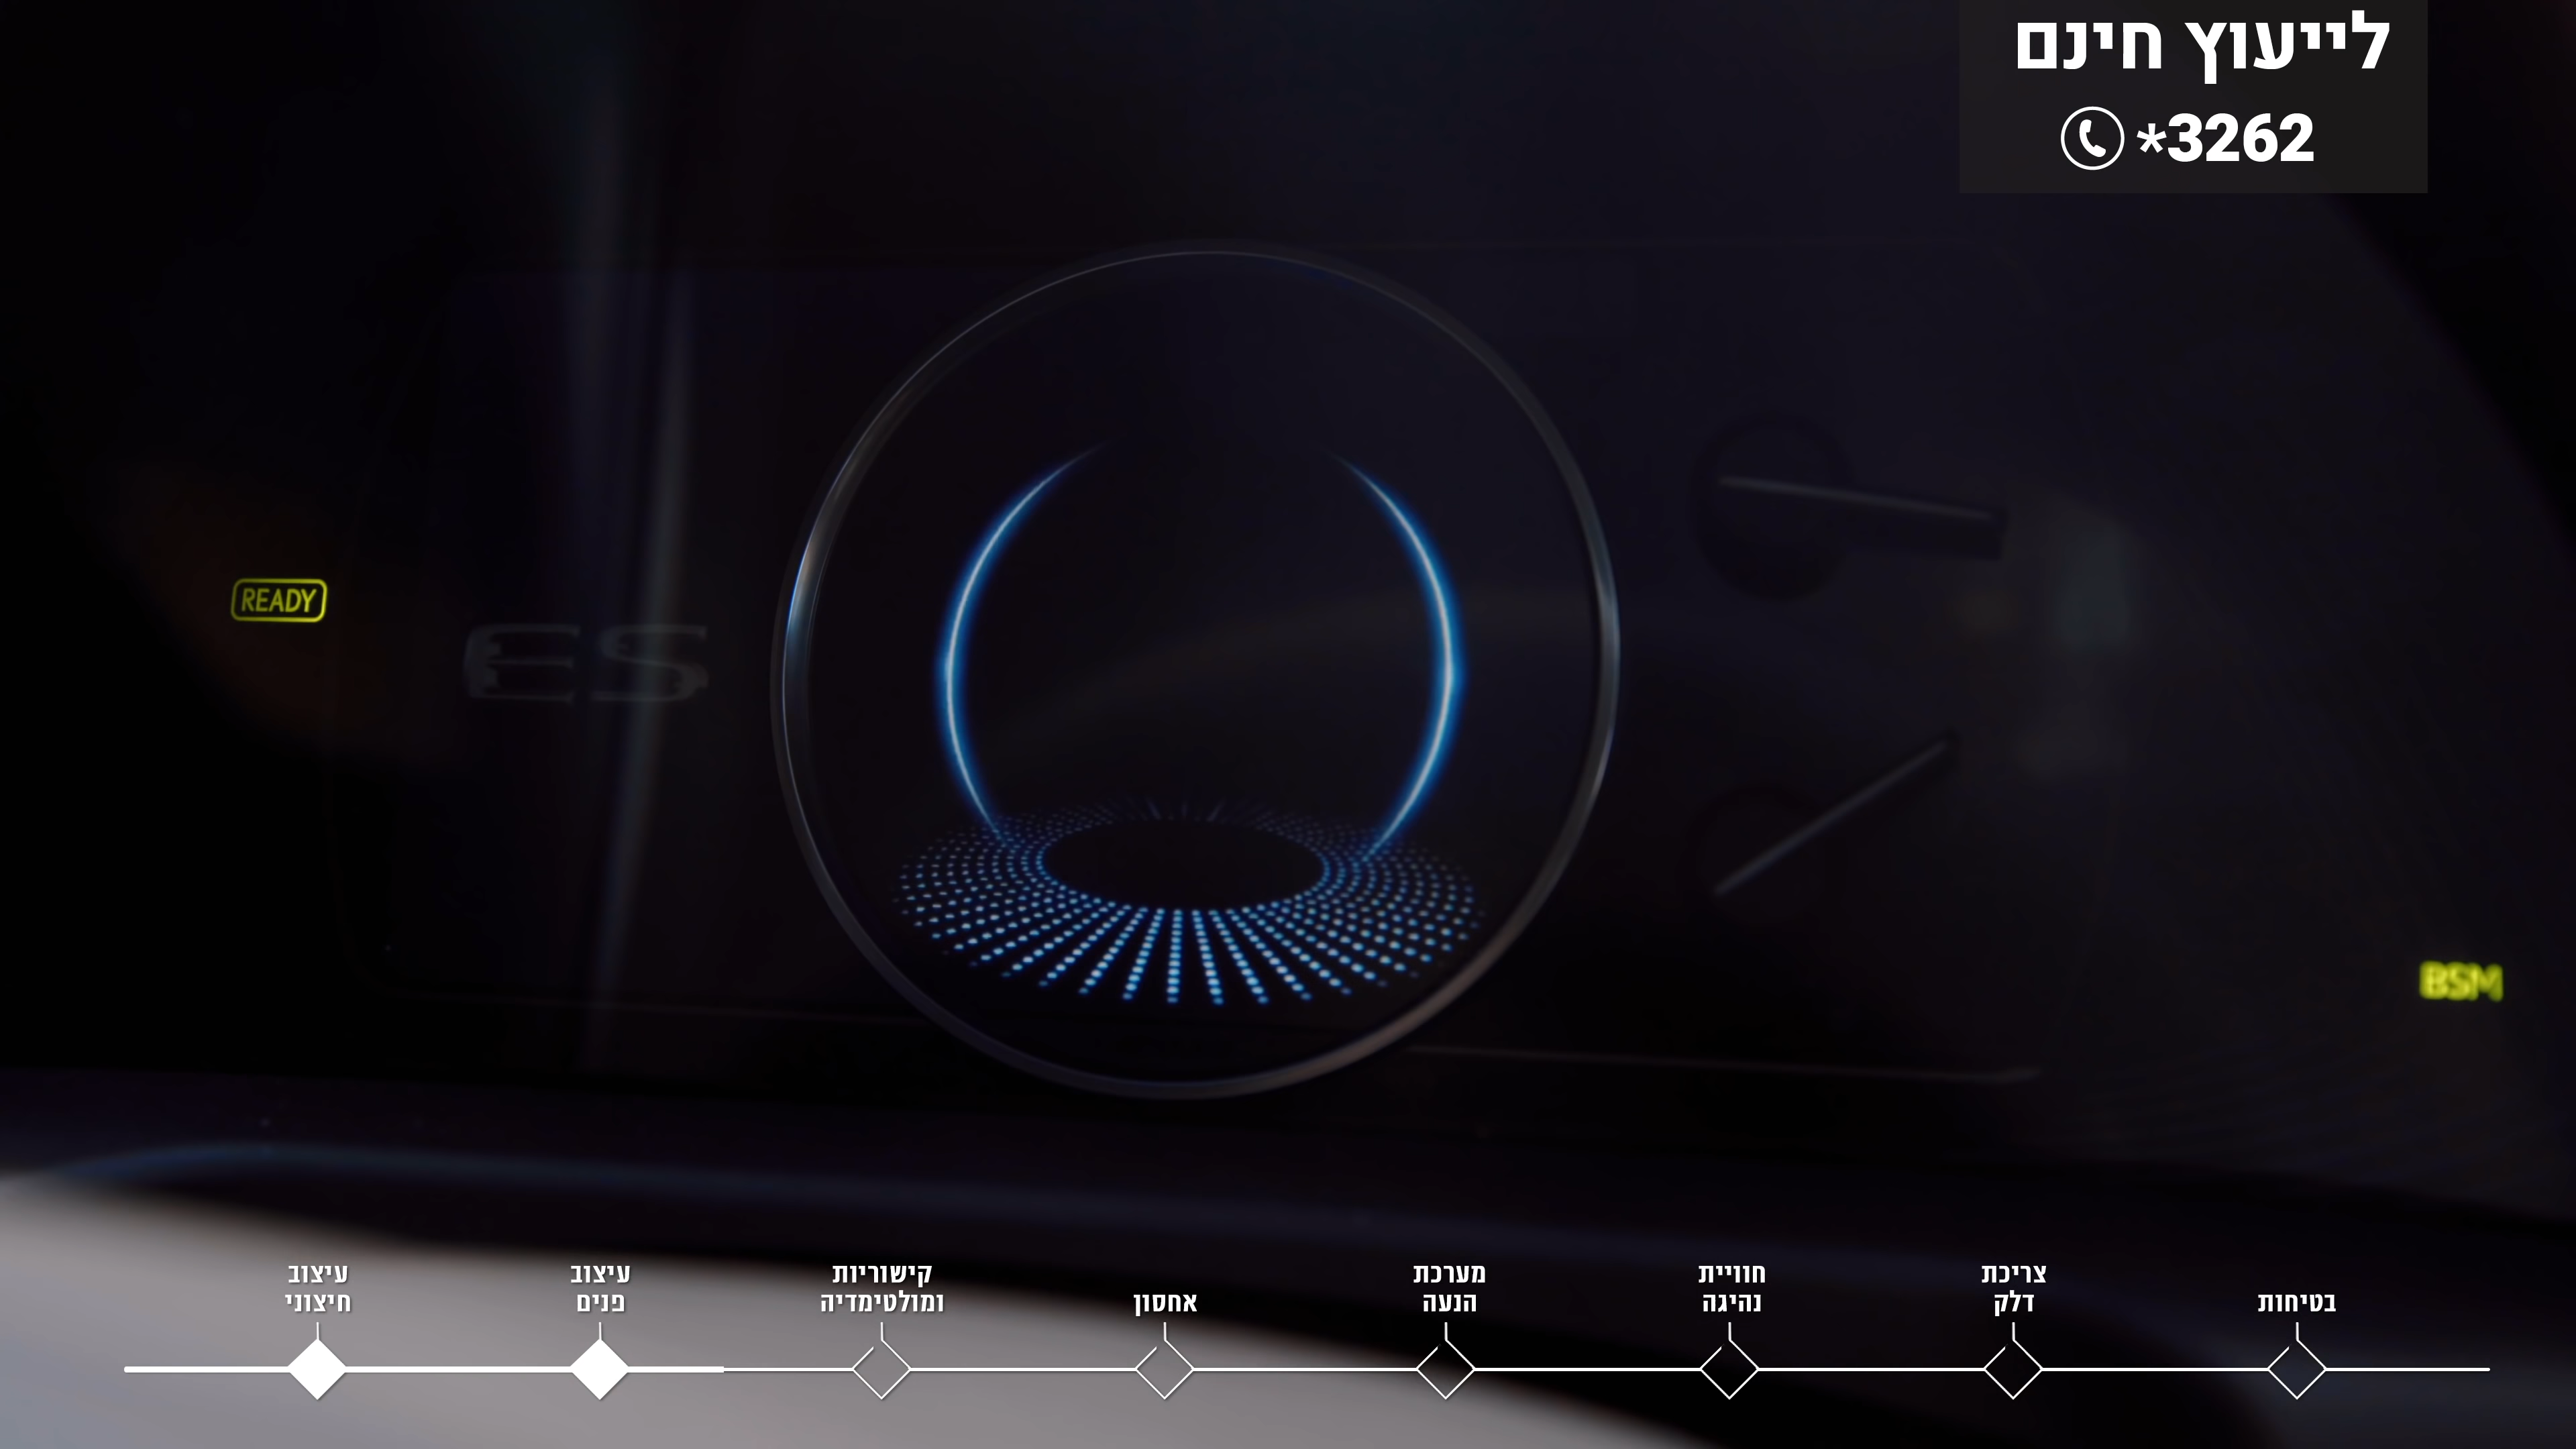 לייעוץ חינם
*3262
READY
ES
BSM
עיצוב
חיצוני
עיצוב
פנים
קישוריות
ומולטימדיה
אחסון
מערכת
הנעה
חוויית
נהיגה
צריכת
דלק
בטיחות